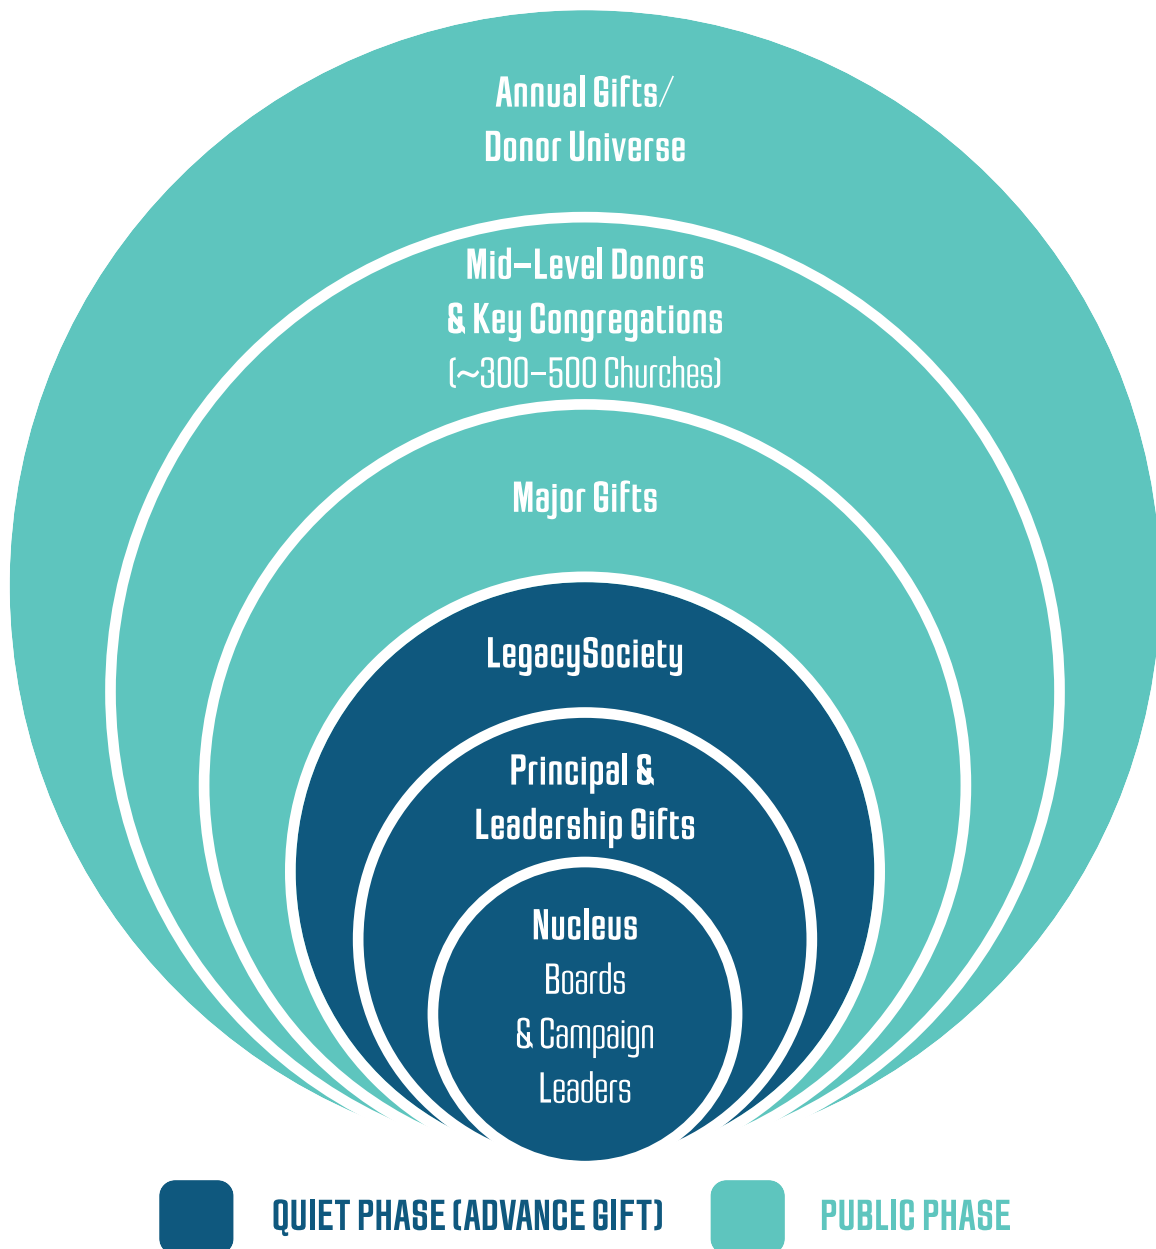 Annual Gifts/
Donor Universe
Mid-Level Donors
& Key Congregations
(~300-500 Churches)
Major Gifts
LegacySociety
Principal &
Leadership Gifts
Nucleus
Boards
& Campaign
Leaders
QUIET PHASE (ADVANCE GIFT)
PUBLIC PHASE